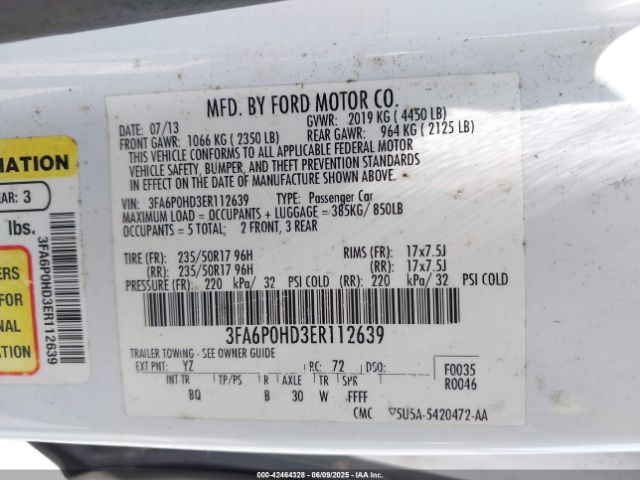 MFD. BY FORD MOTOR CO.
DATE: 07/13
GVWR: 2019 KG ( 4450 LB)
FRONT GAWR: 1066 KG ( 2350 LB)
REAR GAWR: 964 KG ( 2125 LB)
THIS VEHICLE CONFORMS TO ALL APPLICABLE FEDERAL MOTOR
VEHICLE SAFETY, BUMPER, AND THEFT PREVENTION STANDARDS
IN EFFECT ON THE DATE OF MANUFACTURE SHOWN ABOVE.
VIN: 3FA6P0HD3ER112639 TYPE: Passenger Car
MAXIMUM LOAD = OCCUPANTS + LUGGAGE = 385KG/ 850LB
OCCUPANTS = 5 TOTAL; 2 FRONT, 3 REAR
TIRE (FR): 235/50R17 96H RIMS (FR): 17x7.5J
(RR): 235/50R17 96H (RR): 17x7.5J
PRESSURE (FR): 220 kPa/ 32 PSI COLD (RR): 220 kPa/ 32 PSI COLD
3FA6P0HD3ER112639
TRAILER TOWING - SEE OWNER GUIDE
EXT PNT: YZ RC: 72 DSO:
F0035
R0046
INT TR TP/PS R AXLE TR SPR
BQ B 30 W FFFF
CMC 5U5A-5420472-AA
MATION
EAR: 3
lbs.
ERS
FOR
NAL
3FA6P0HD3ER112639
IAA 000-42464328 - 06/09/2025 - IAAI.COM